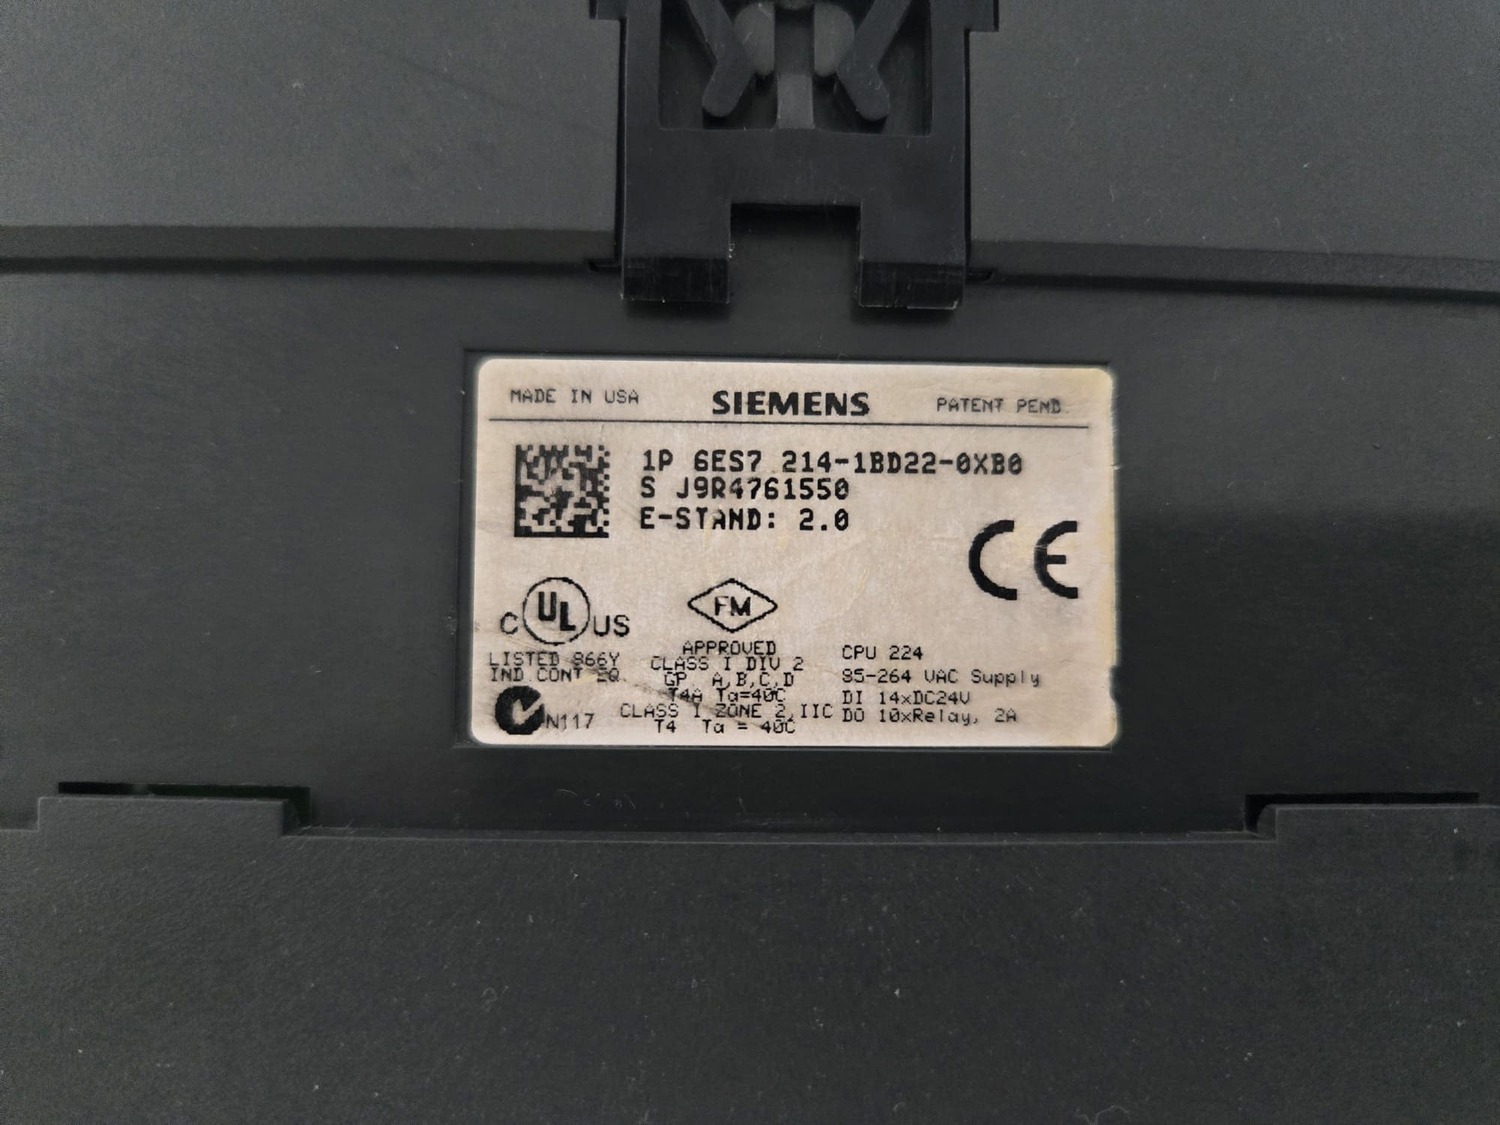 MADE IN USA SIEMENS PATENT PEND.
1P 6ES7 214-1BD22-0XB0
S J9R4761550
E-STAND: 2.0
CE
C UL US
LISTED 966Y
IND.CONT EQ.
N117
FM
APPROVED
CLASS I DIV 2
GP A,B,C,D
T4A Ta=40C
CLASS I ZONE 2,IIC
T4 Ta = 40C
CPU 224
85-264 VAC Supply
DI 14xDC24V
DO 10xRelay, 2A